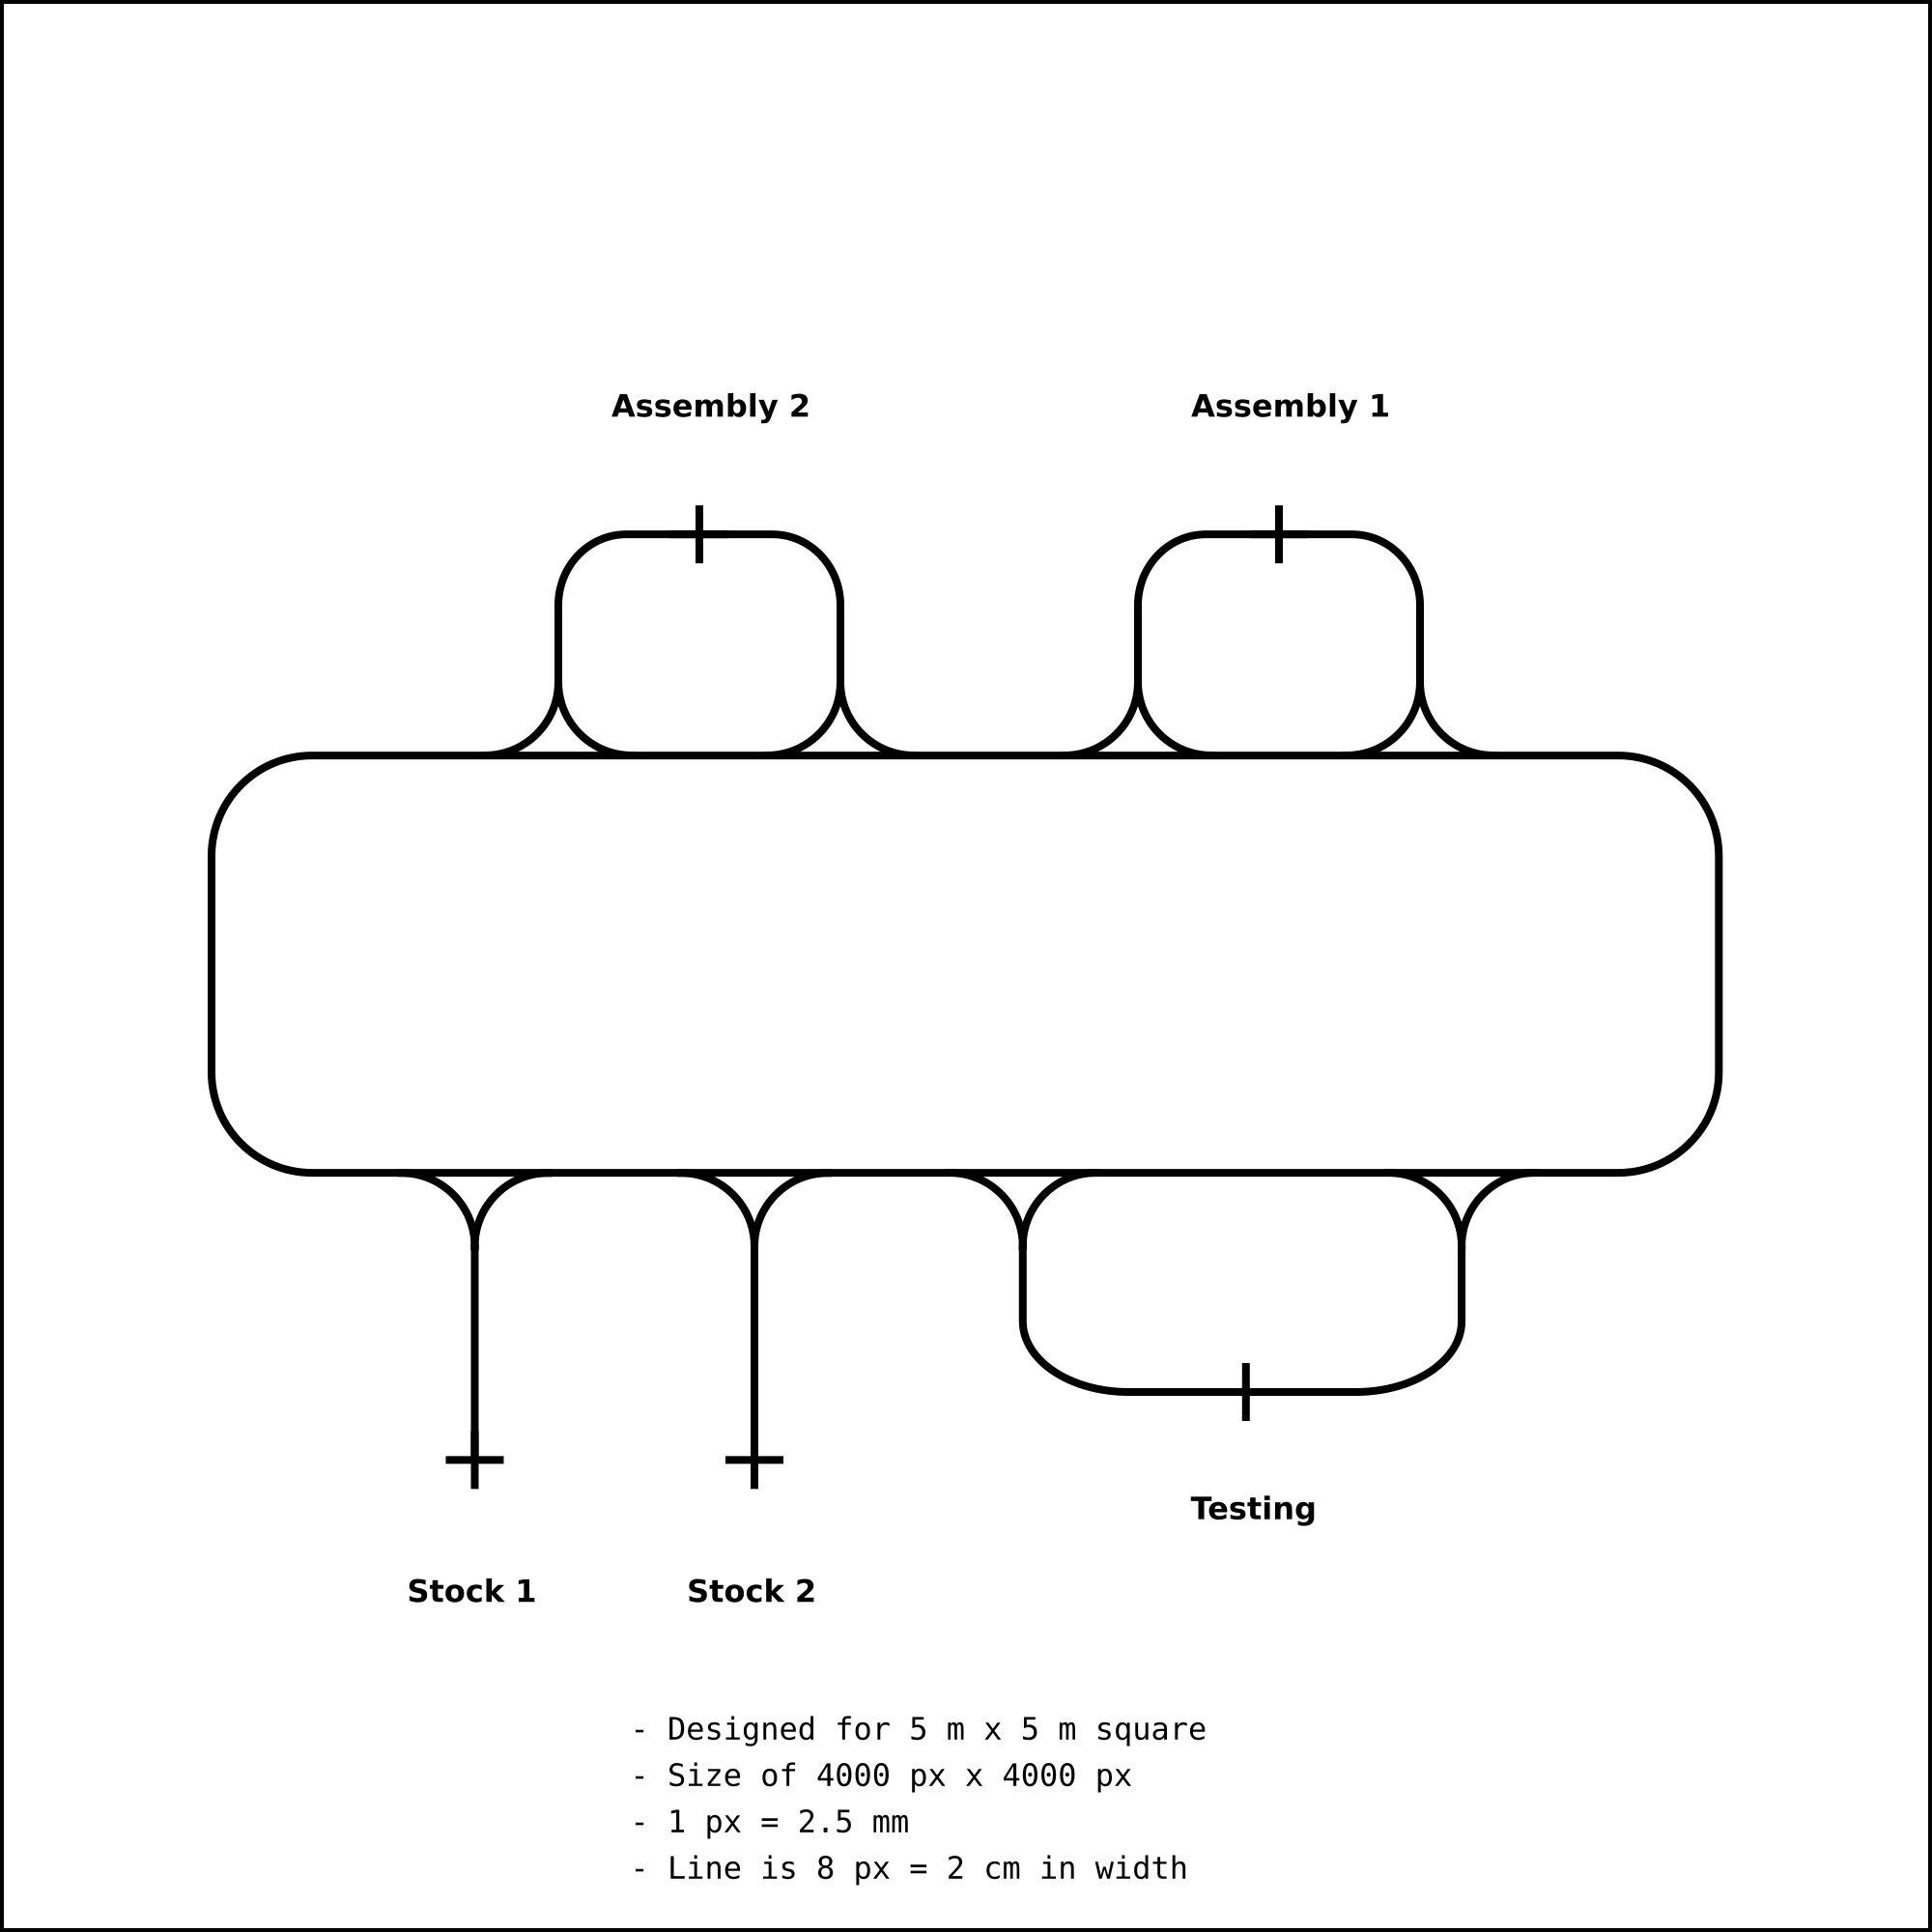 Assembly 2
Assembly 1
Testing
Stock 1
Stock 2
- Designed for 5 m x 5 m square
- Size of 4000 px x 4000 px
- 1 px = 2.5 mm
- Line is 8 px = 2 cm in width